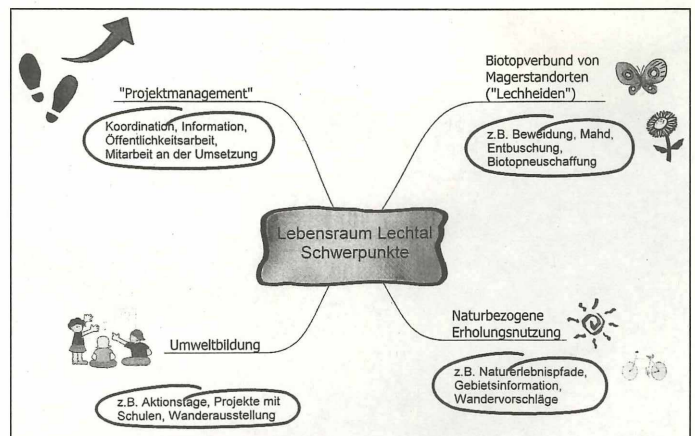 "Projektmanagement"
Koordination, Information,
Öffentlichkeitsarbeit,
Mitarbeit an der Umsetzung
Biotopverbund von
Magerstandorten
("Lechheiden")
z.B. Beweidung, Mahd,
Entbuschung,
Biotopneuschaffung
Lebensraum Lechtal
Schwerpunkte
Umweltbildung
z.B. Aktionstage, Projekte mit
Schulen, Wanderausstellung
Naturbezogene
Erholungsnutzung
z.B. Naturerlebnispfade,
Gebietsinformation,
Wandervorschläge